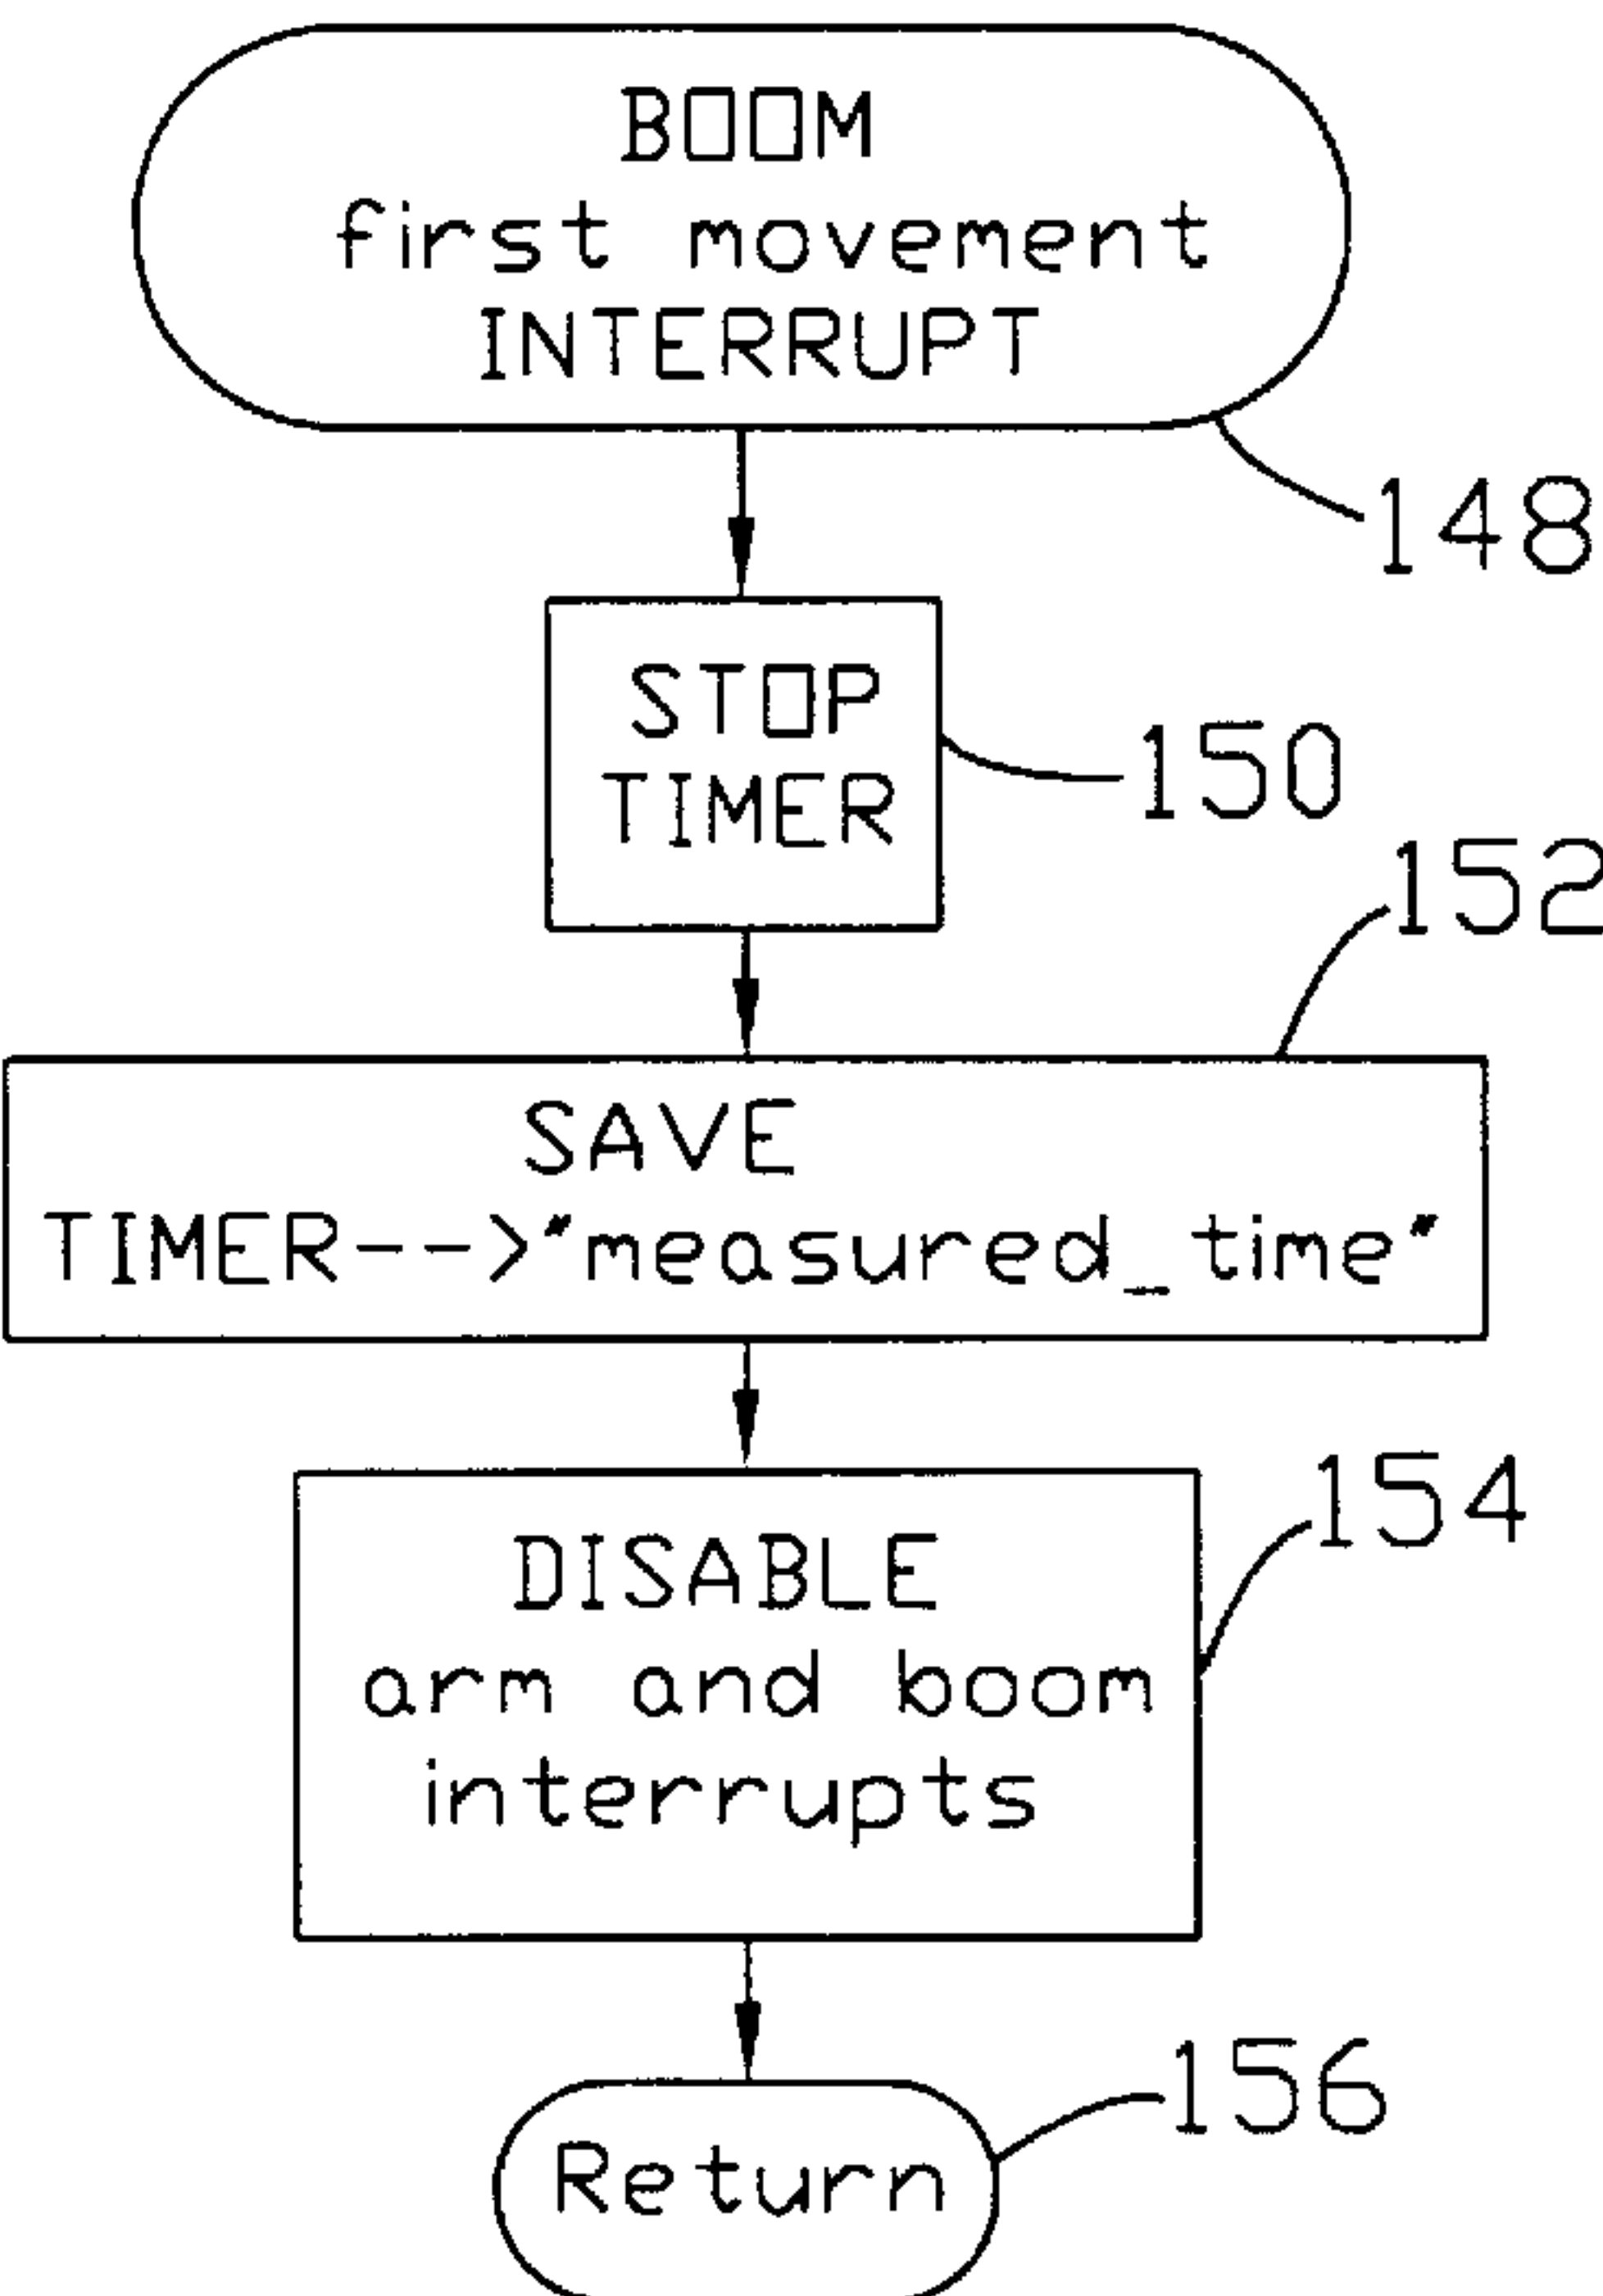 BOOM
first movement
INTERRUPT
148
STOP
TIMER
150
152
SAVE
TIMER-->"measured_time"
154
DISABLE
arm and boom
interrupts
156
Return